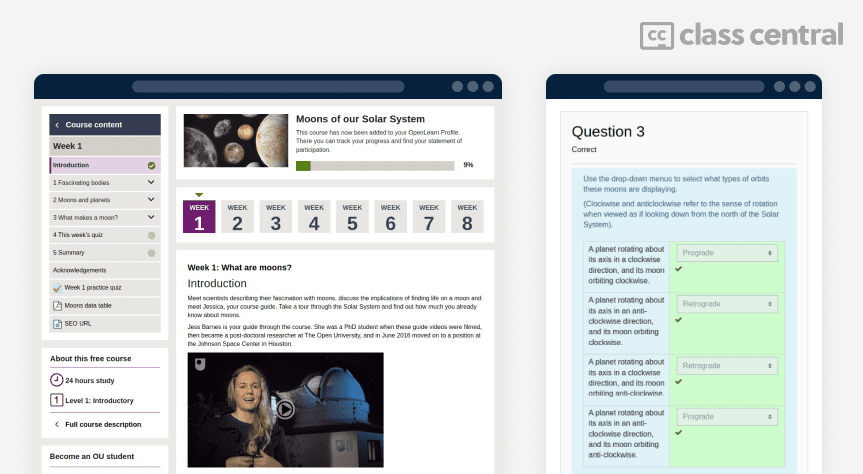 cc class central
Course content
Week 1
Introduction
1 Fascinating bodies
2 Moons and planets
3 What makes a moon?
4 This week's quiz
5 Summary
Acknowledgements
Week 1 practice quiz
Moons data table
SEO URL
About this free course
24 hours study
1 Level 1: Introductory
Full course description
Become an OU student
Moons of our Solar System
This course has now been added to your OpenLearn Profile.
There you can track your progress and find your statement of
participation.
9%
WEEK WEEK WEEK WEEK WEEK WEEK WEEK WEEK
1 2 3 4 5 6 7 8
Week 1: What are moons?
Introduction
Meet scientists describing their fascination with moons, discuss the implications of finding life on a moon and
meet Jessica, your course guide. Take a tour through the Solar System and find out how much you already
know about moons.
Jess Barnes is your guide through the course. She was a PhD student when these guide videos were filmed,
then became a post-doctoral researcher at The Open University, and in June 2016 moved on to a position at
the Johnson Space Center in Houston.
Question 3
Correct
Use the drop-down menus to select what types of orbits
these moons are displaying.
(Clockwise and anticlockwise refer to the sense of rotation
when viewed as if looking down from the north of the Solar
System).
A planet rotating about
its axis in a clockwise
direction, and its moon
orbiting clockwise.
Prograde
A planet rotating about
its axis in an anti-
clockwise direction,
and its moon orbiting
clockwise.
Retrograde
A planet rotating about
its axis in a clockwise
direction, and its moon
orbiting anti-clockwise.
Retrograde
A planet rotating about
its axis in an anti-
clockwise direction,
and its moon orbiting
anti-clockwise.
Prograde